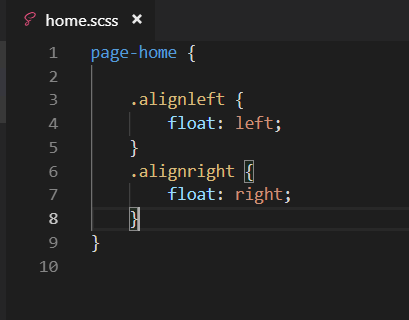 home.scss ×
1 page-home {
2
3     .alignleft {
4         float: left;
5     }
6     .alignright {
7         float: right;
8     }
9 }
10